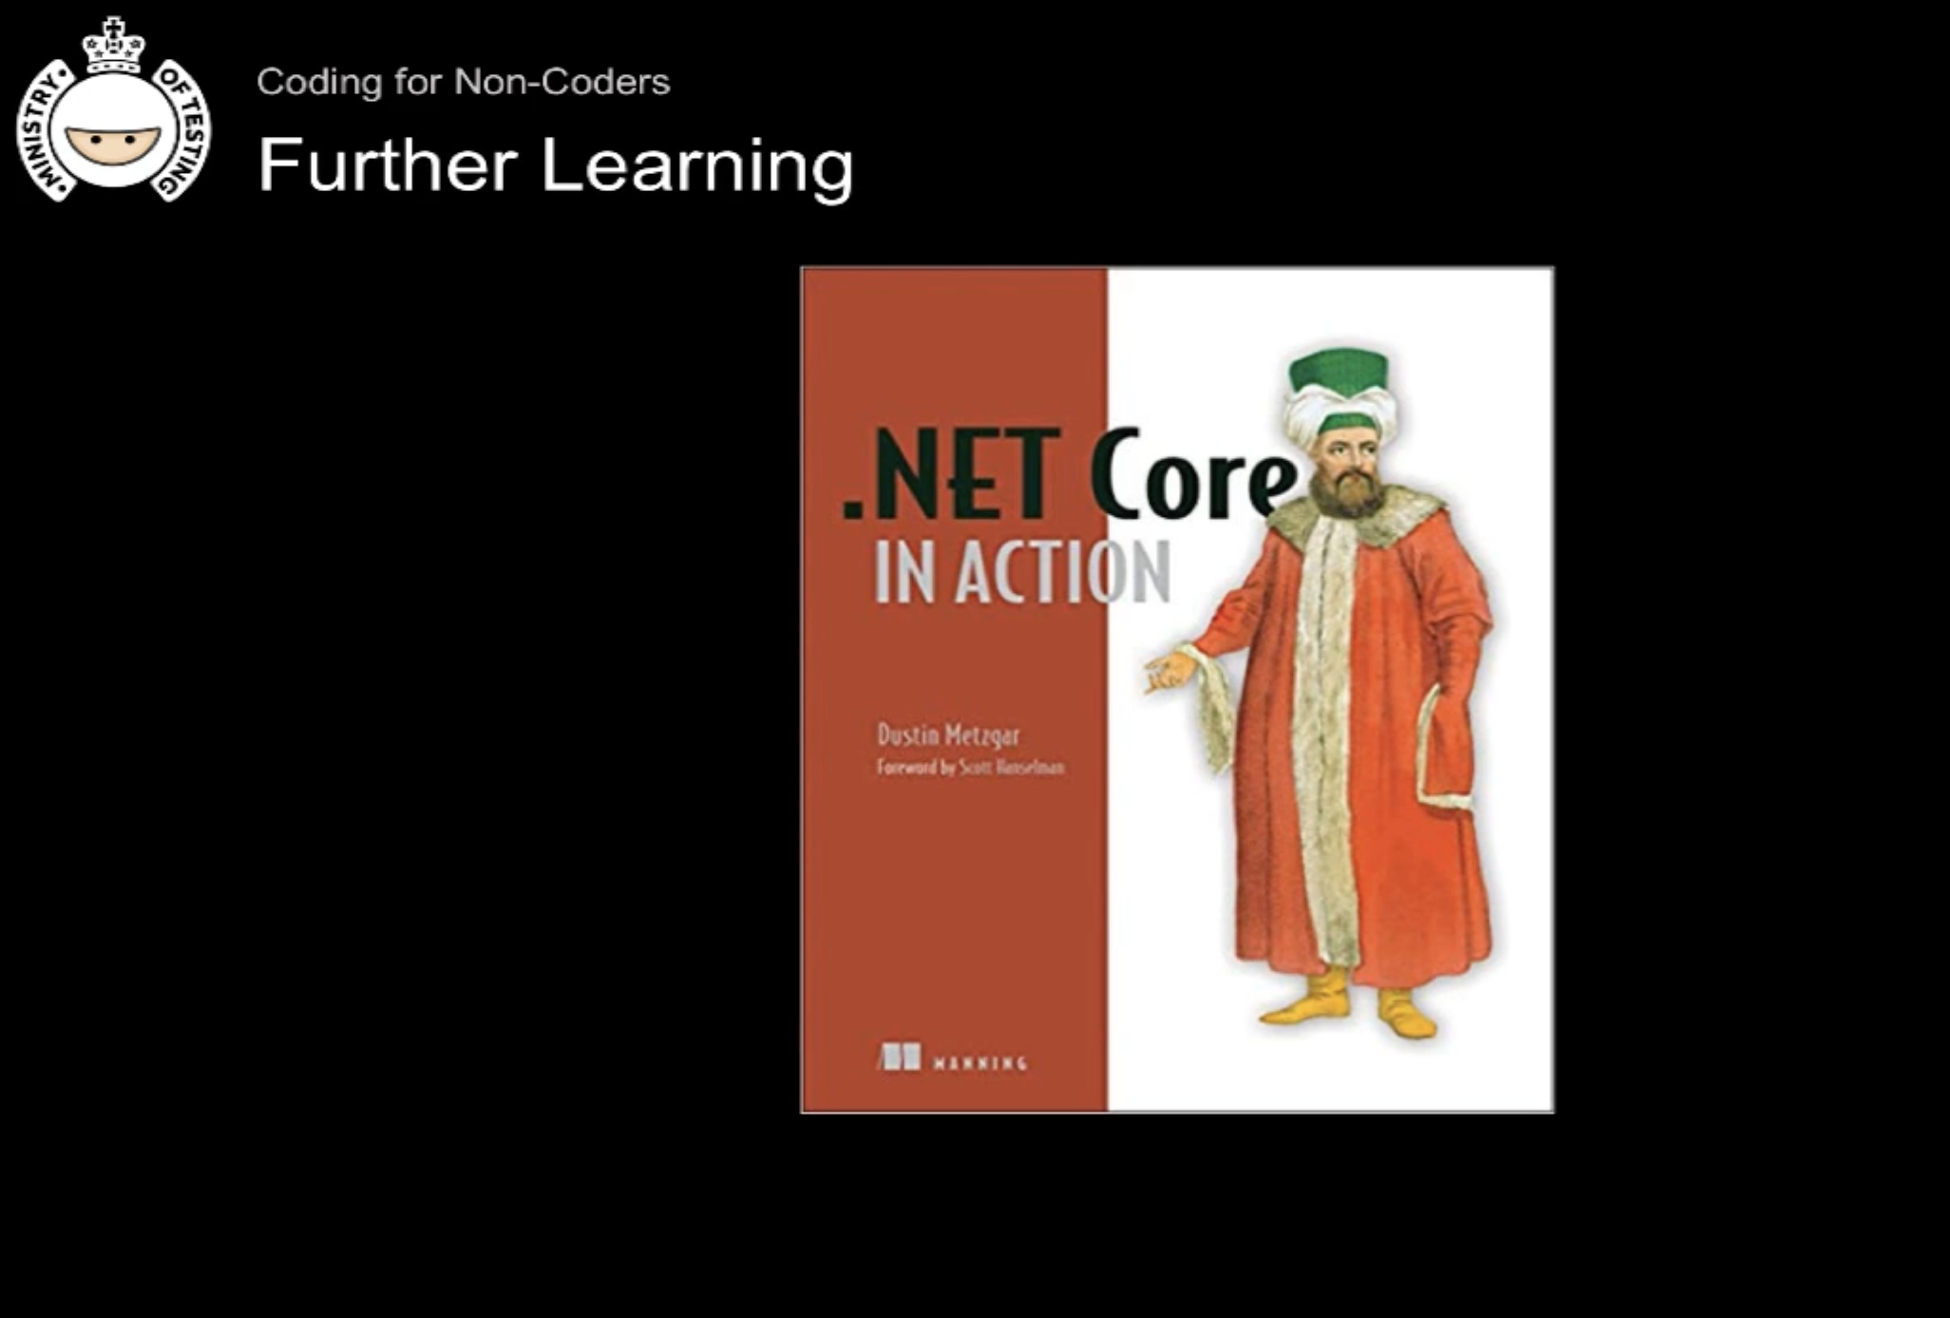 MINISTRY OF TESTING
Coding for Non-Coders
Further Learning
.NET Core
IN ACTION
Dustin Metzgar
Foreword by Scott Hanselman
MANNING